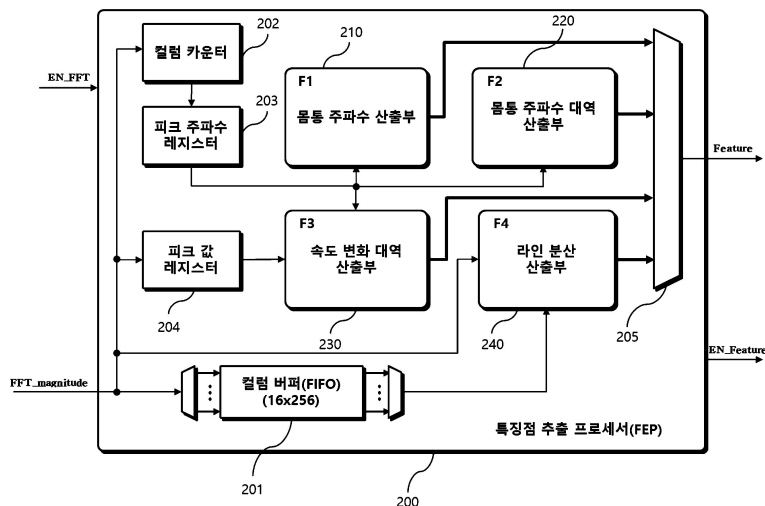 202
컬럼 카운터
EN_FFT
203
피크 주파수
레지스터
210
F1
몸통 주파수 산출부
220
F2
몸통 주파수 대역
산출부
Feature
피크 값
레지스터
204
F3
속도 변화 대역
산출부
230
F4
라인 분산
산출부
240
205
EN_Feature
FFT_magnitude
컬럼 버퍼(FIFO)
(16x256)
201
특징점 추출 프로세서(FEP)
200